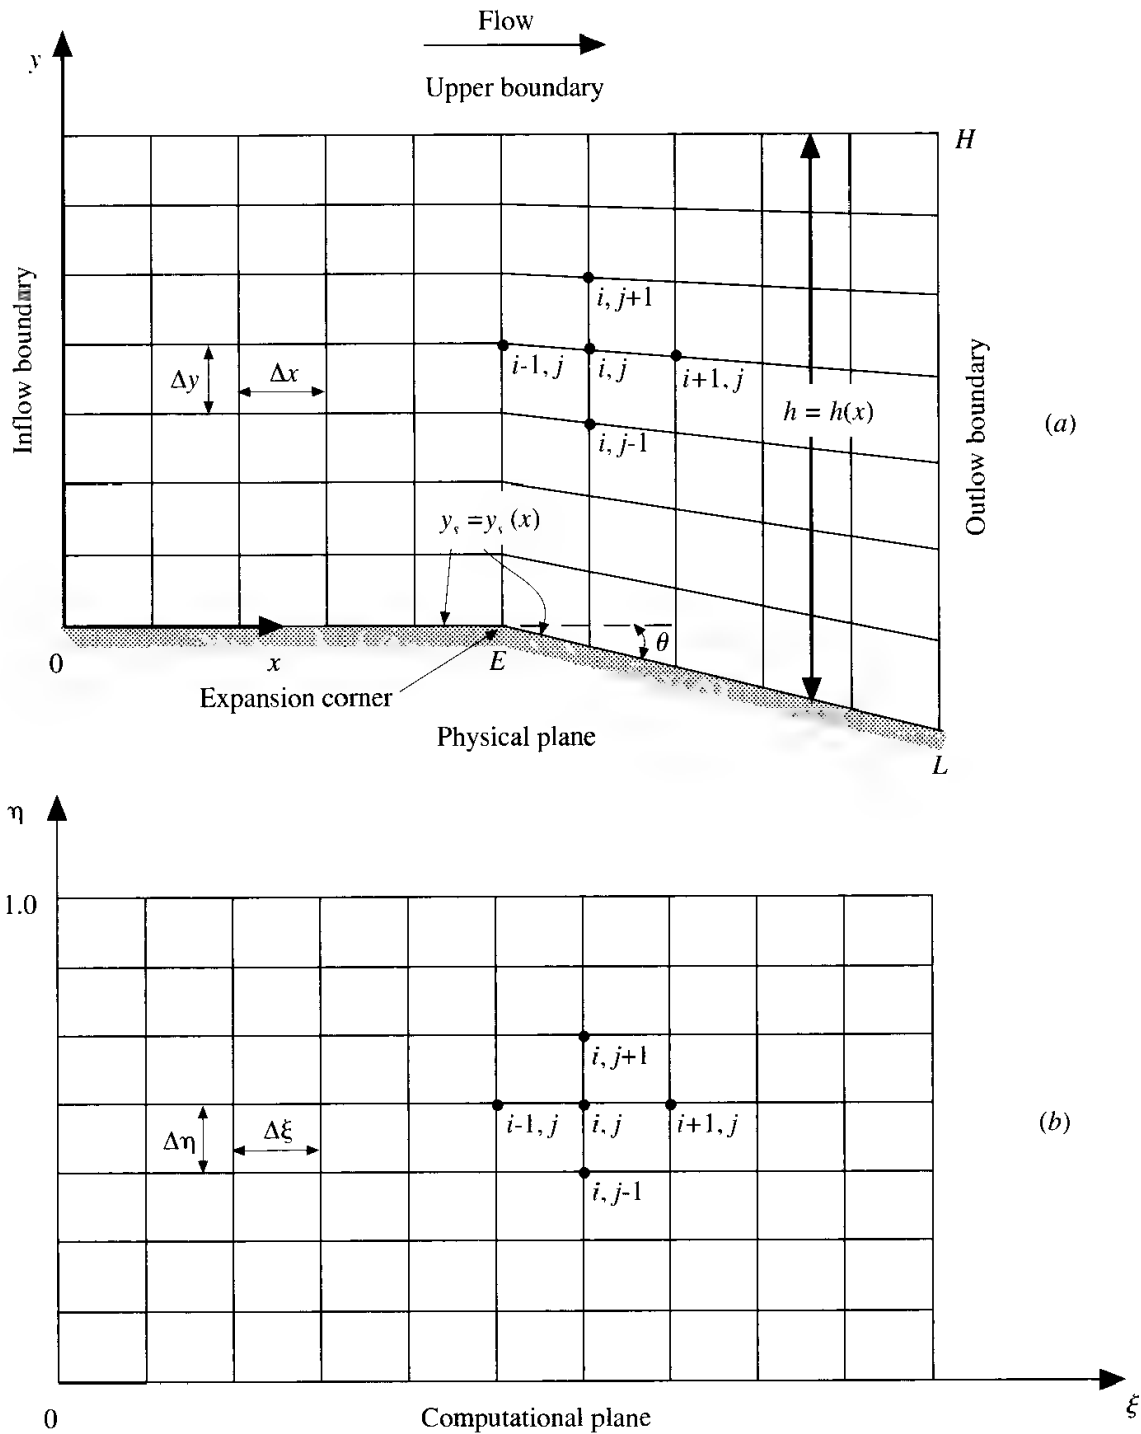 Flow
y
Upper boundary
H
Inflow boundary
i, j+1
i-1, j
i, j
i+1, j
Δy
Δx
h = h(x)
Outlow boundary
(a)
i, j-1
y_s = y_s (x)
0
x
E
θ
Expansion corner
Physical plane
L
η
1.0
i, j+1
i-1, j
i, j
i+1, j
(b)
Δη
Δξ
i, j-1
0
Computational plane
ξ